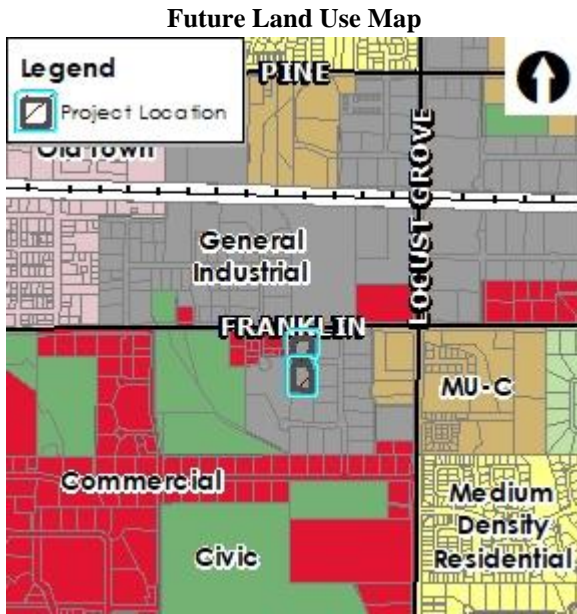 Future Land Use Map
Legend
Project Location
PINE
Old Town
LOCUST GROVE
General
Industrial
FRANKLIN
MU-C
Commercial
Medium
Density
Residential
Civic